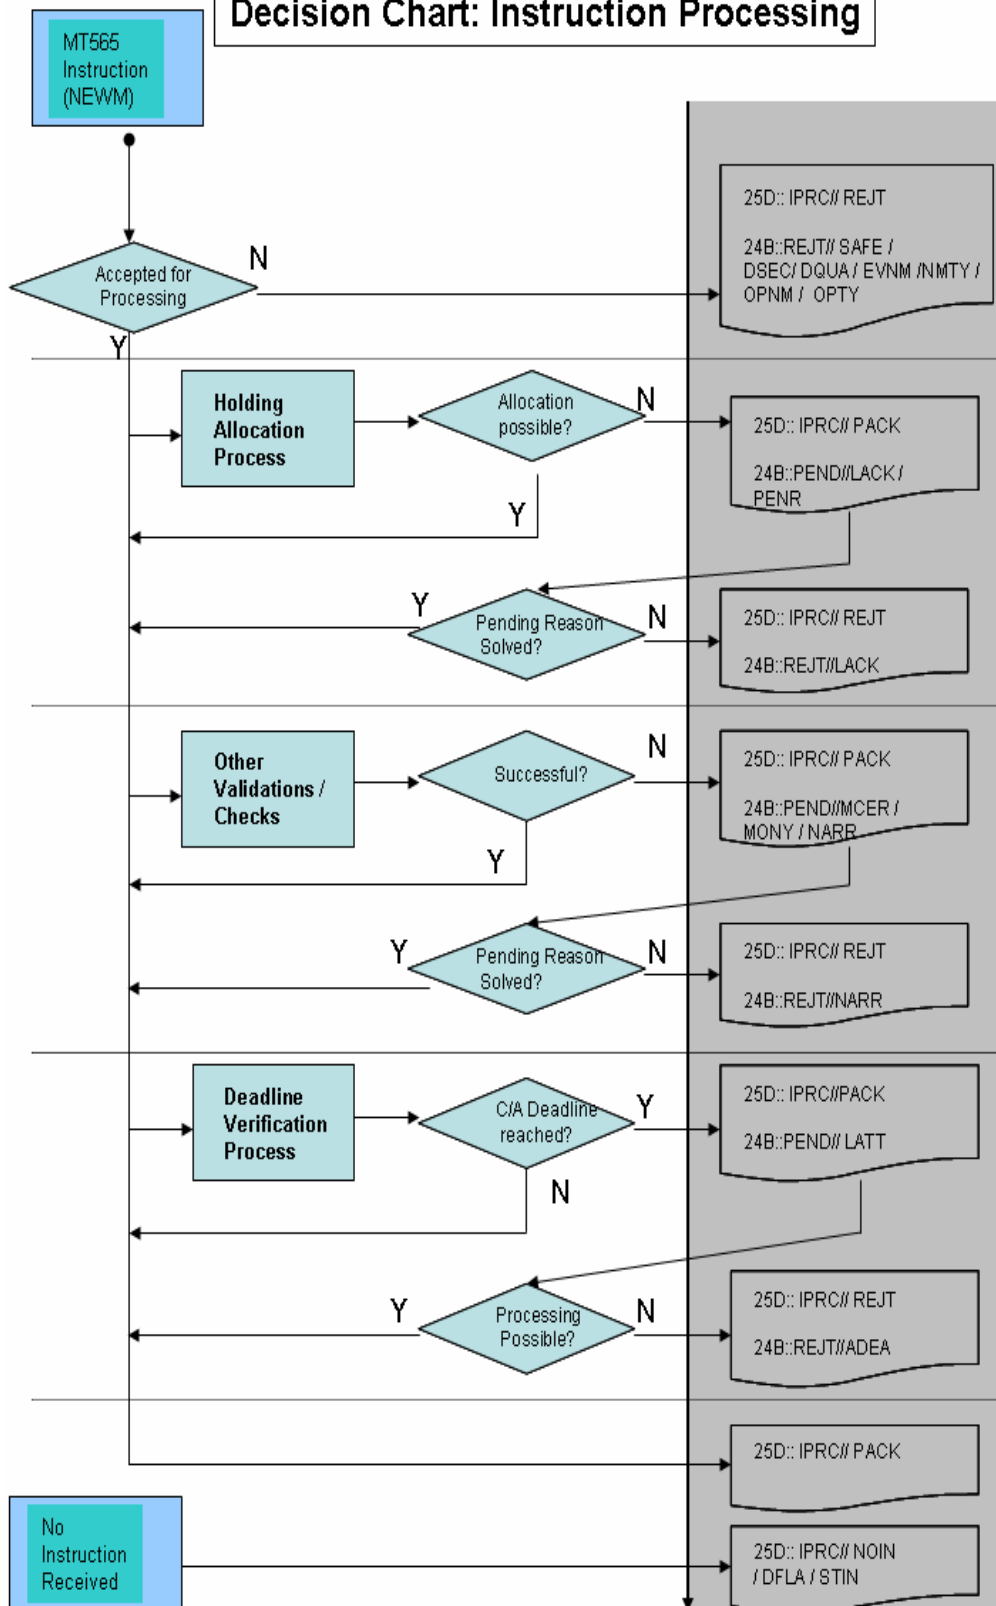 Decision Chart: Instruction Processing
MT565
Instruction
(NEWM)
Accepted for
Processing
N
Y
25D:: IPRC// REJT
24B::REJT// SAFE /
DSEC/ DQUA / EVNM /NMTY /
OPNM / OPTY
Holding
Allocation
Process
Allocation
possible?
N
Y
25D:: IPRC// PACK
24B::PEND//LACK /
PENR
Pending Reason
Solved?
Y
N
25D:: IPRC// REJT
24B::REJT//LACK
Other
Validations /
Checks
Successful?
N
Y
25D:: IPRC// PACK
24B::PEND//MCER /
MONY / NARR
Pending Reason
Solved?
Y
N
25D:: IPRC// REJT
24B::REJT//NARR
Deadline
Verification
Process
C/A Deadline
reached?
Y
N
25D:: IPRC//PACK
24B::PEND// LATT
Processing
Possible?
Y
N
25D:: IPRC// REJT
24B::REJT//ADEA
25D:: IPRC// PACK
No
Instruction
Received
25D:: IPRC// NOIN
/ DFLA / STIN